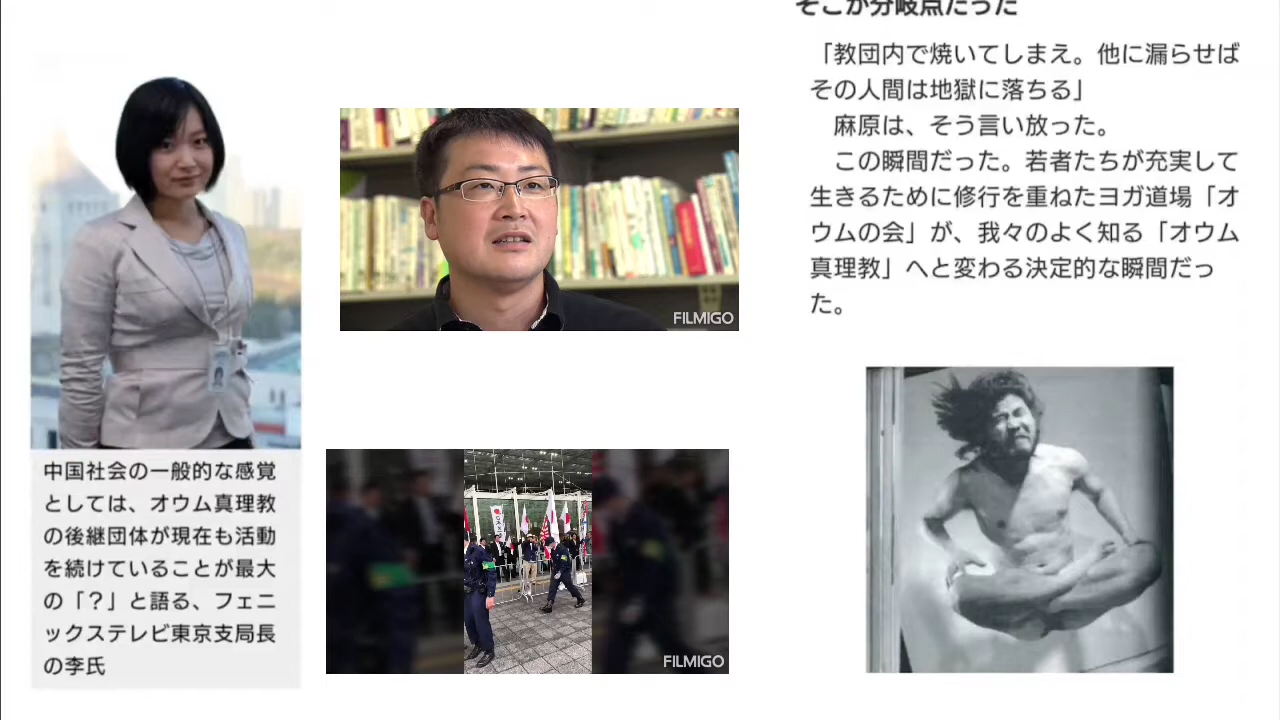 中国社会の一般的な感覚
としては、オウム真理教
の後継団体が現在も活動
を続けていることが最大
の「？」と語る、フェニ
ックステレビ東京支局長
の李氏
FILMIGO
FILMIGO
そこが分岐点だった
「教団内で焼いてしまえ。他に漏らせば
その人間は地獄に落ちる」
麻原は、そう言い放った。
この瞬間だった。若者たちが充実して
生きるために修行を重ねたヨガ道場「オ
ウムの会」が、我々のよく知る「オウム
真理教」へと変わる決定的な瞬間だっ
た。